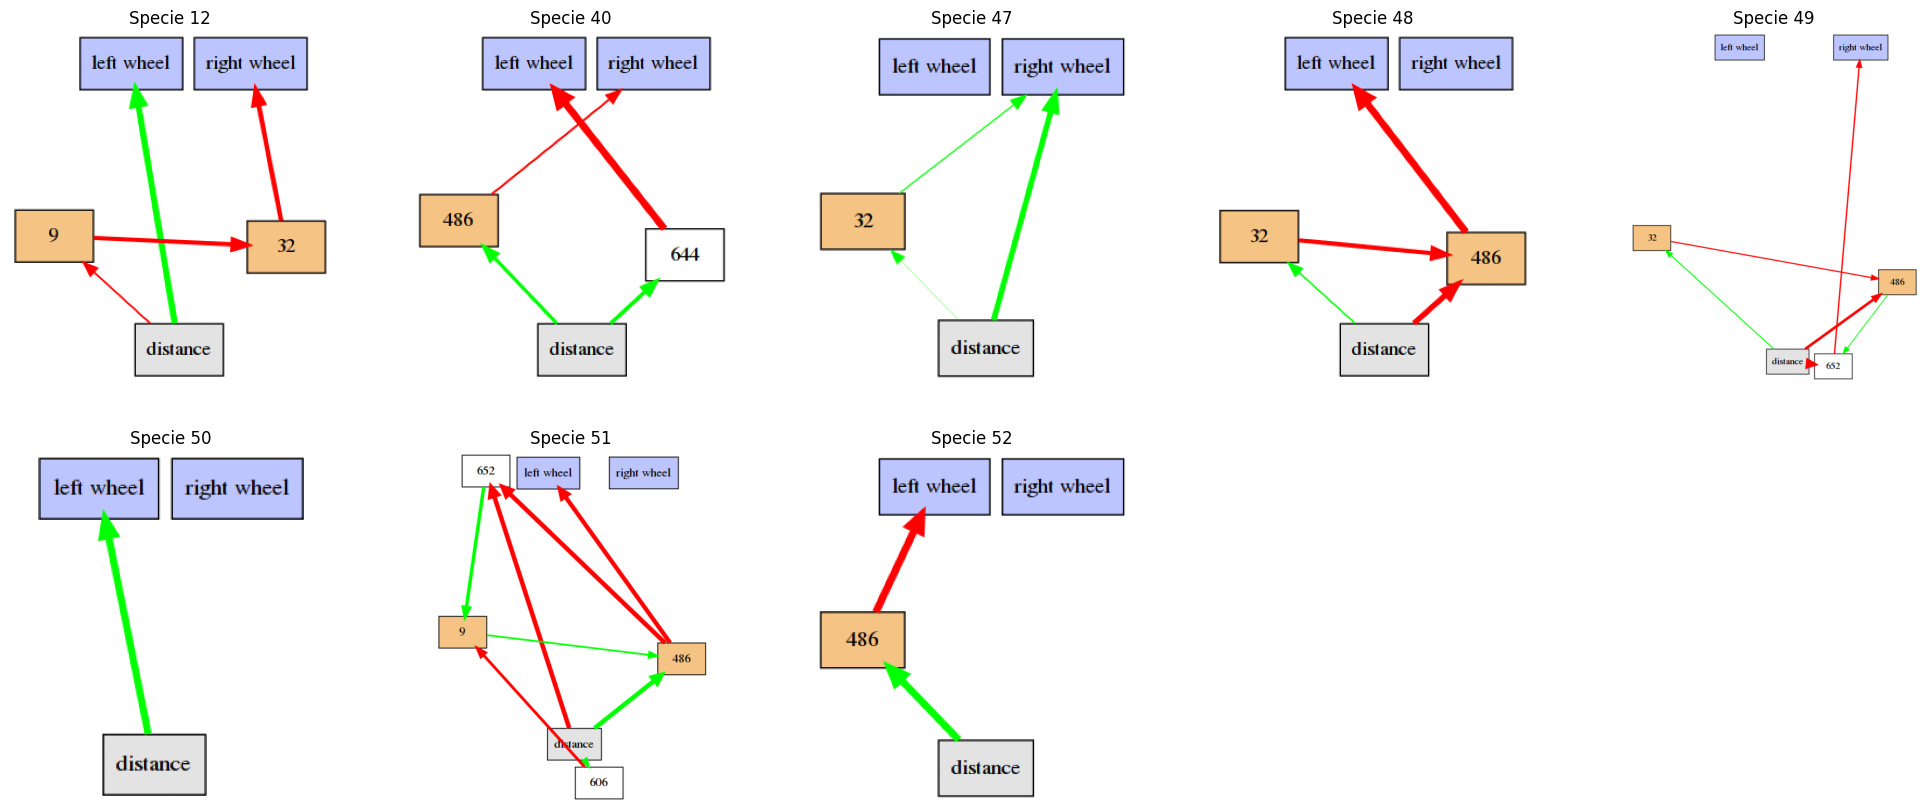 Specie 12
left wheel
right wheel
9
32
distance
Specie 40
left wheel
right wheel
486
644
distance
Specie 47
left wheel
right wheel
32
distance
Specie 48
left wheel
right wheel
32
486
distance
Specie 49
left wheel
right wheel
32
486
distance
652
Specie 50
left wheel
right wheel
distance
Specie 51
652
left wheel
right wheel
9
486
distance
606
Specie 52
left wheel
right wheel
486
distance